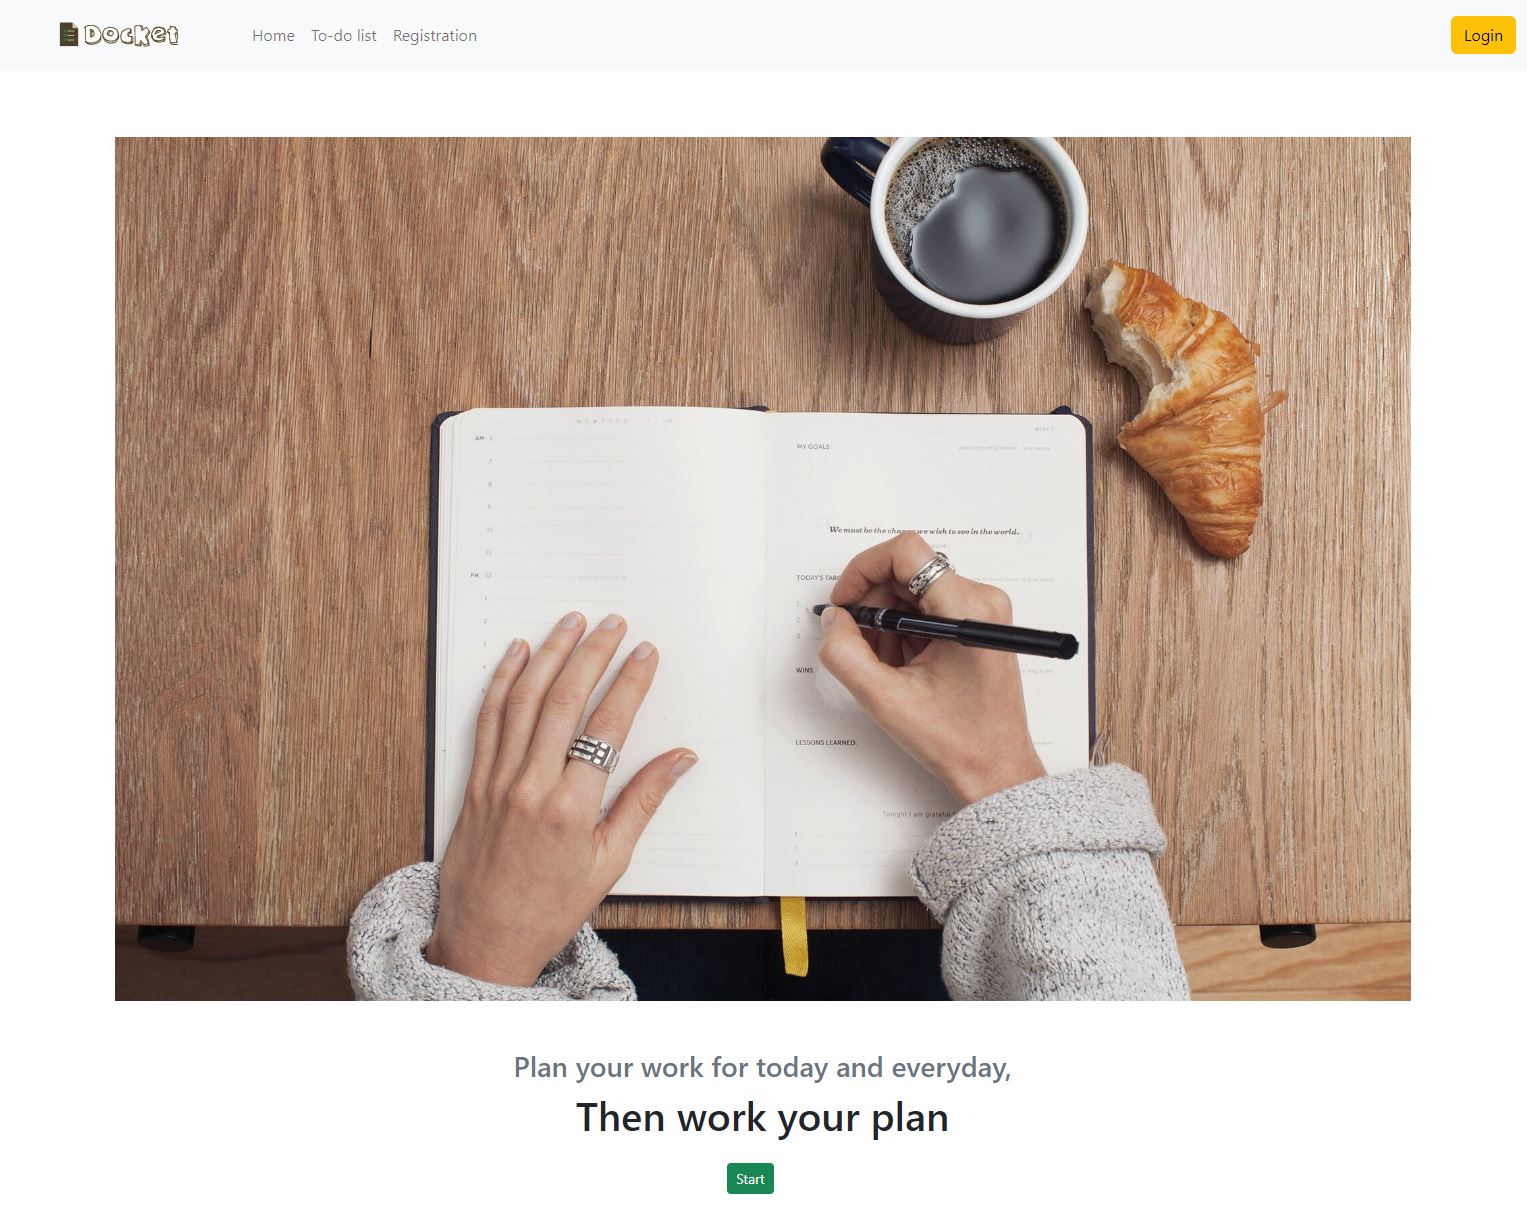 Docket
Home
To-do list
Registration
Login
AM 6
7
8
9
10
11
PM 12
1
2
3
4
5
WEEK 2
MY GOALS:
We must be the change we wish to see in the world.
TODAY'S TARG
1.
2.
3.
WINS:
LESSONS LEARNED:
Tonight I am grateful
1.
2.
3.
Plan your work for today and everyday,
Then work your plan
Start